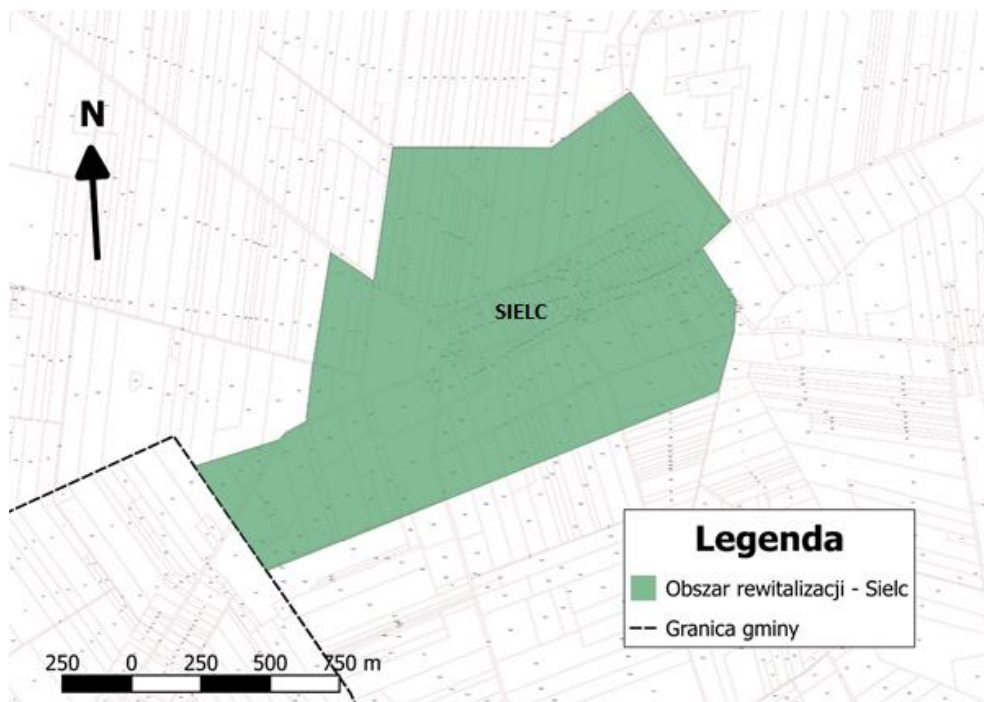 N
SIELC
Legenda
Obszar rewitalizacji - Sielc
Granica gminy
250 0 250 500 750 m